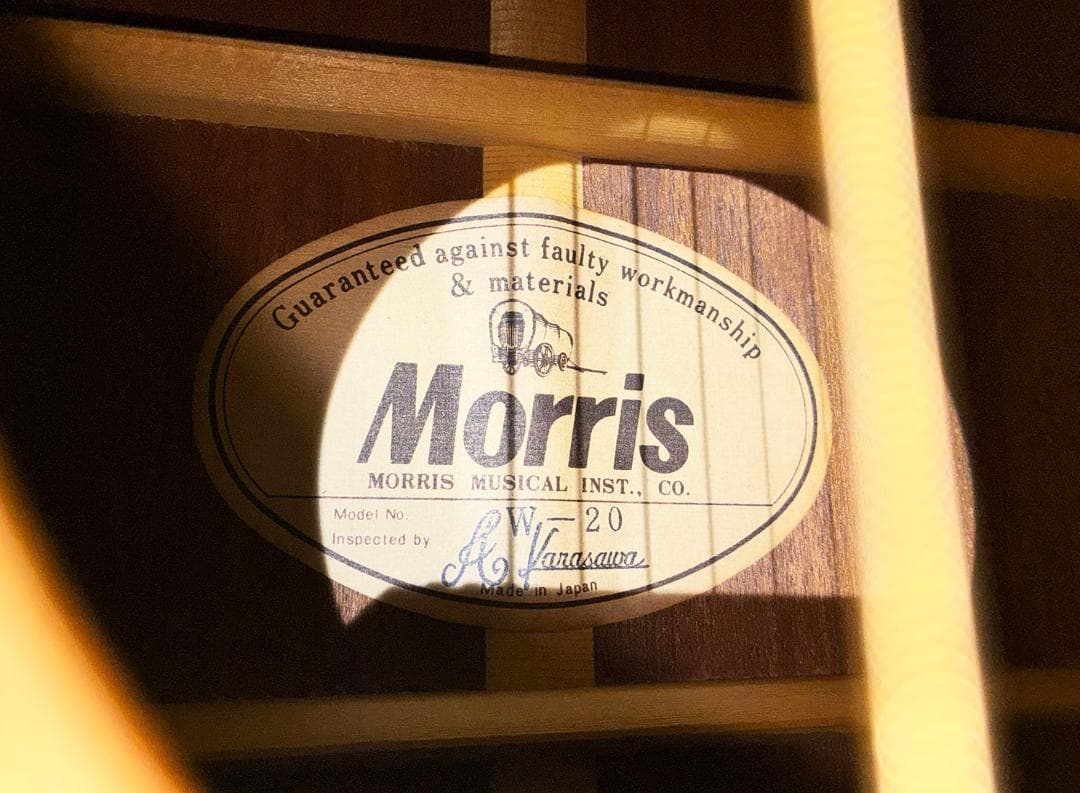 Guaranteed against faulty workmanship
& materials
Morris
MORRIS MUSICAL INST., CO.
Model No. W-20
Inspected by
Made in Japan